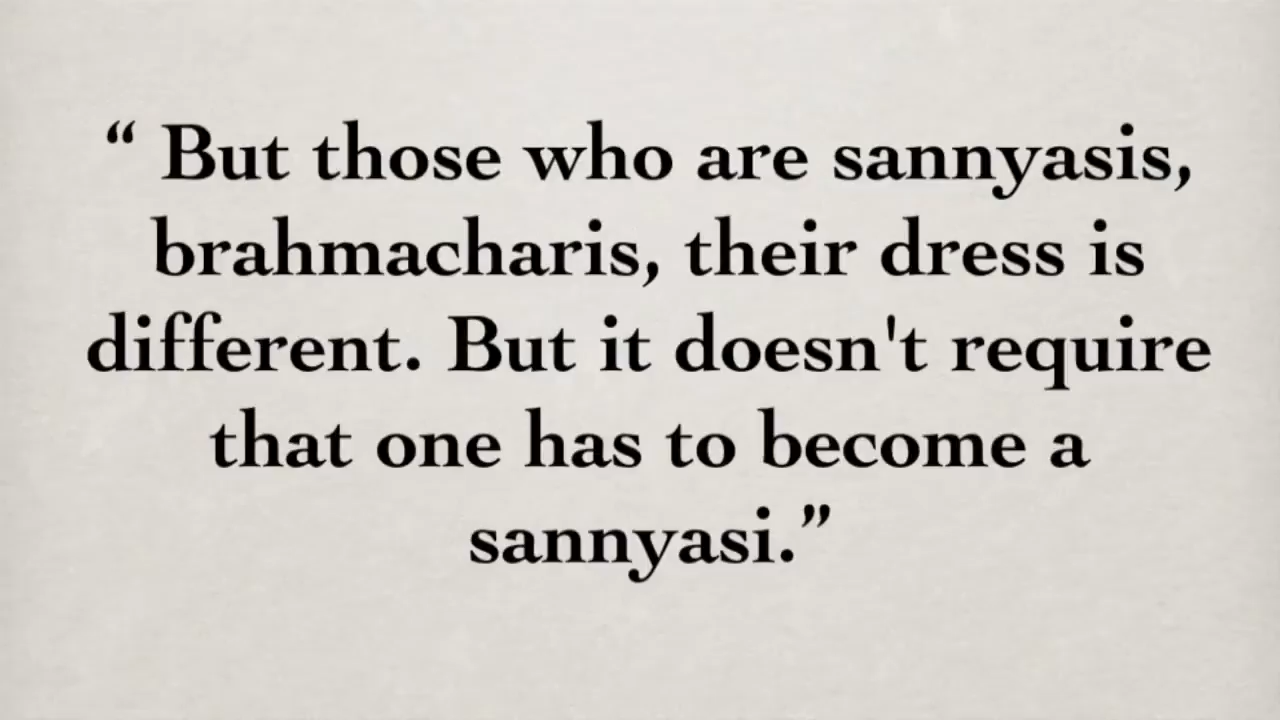 “ But those who are sannyasis,
brahmacharis, their dress is
different. But it doesn't require
that one has to become a
sannyasi.”